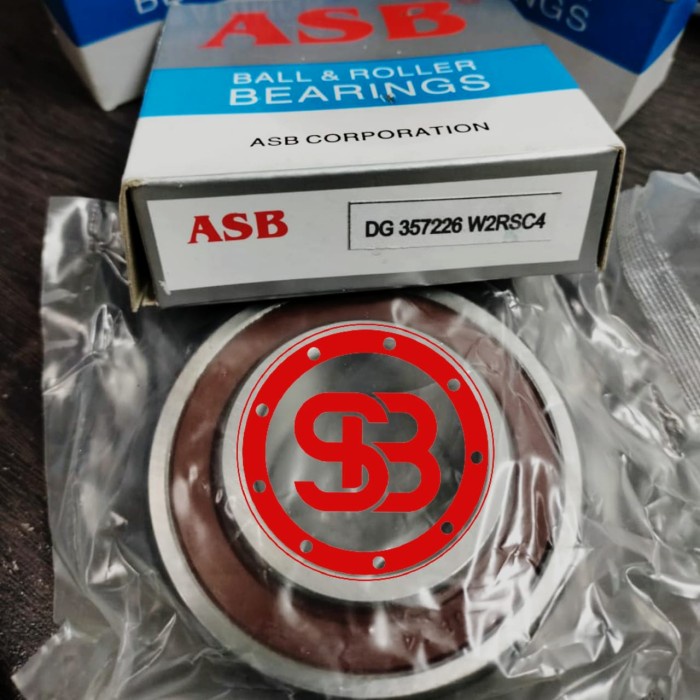 ASB
BALL & ROLLER
BEARINGS
ASB CORPORATION
ASB
DG 357226 W2RSC4
SB